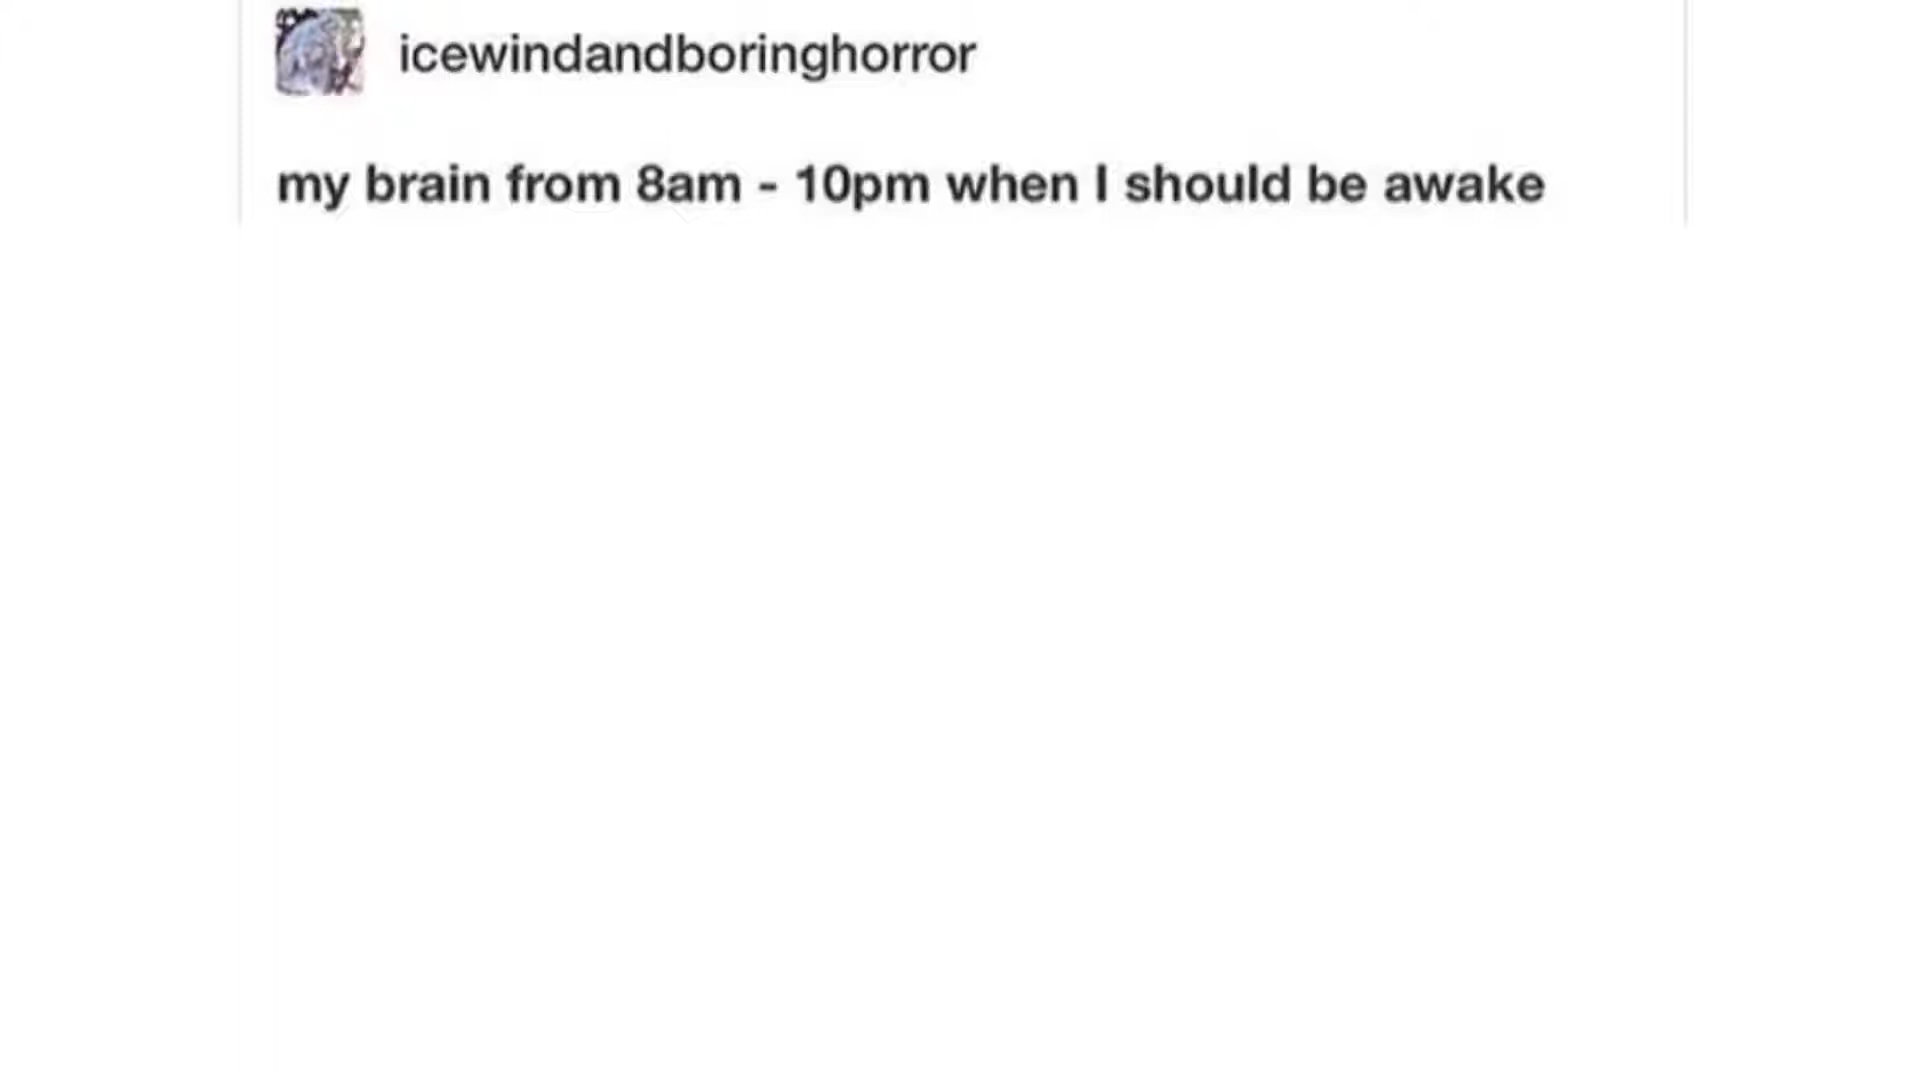 icewindandboringhorror
my brain from 8am - 10pm when I should be awake